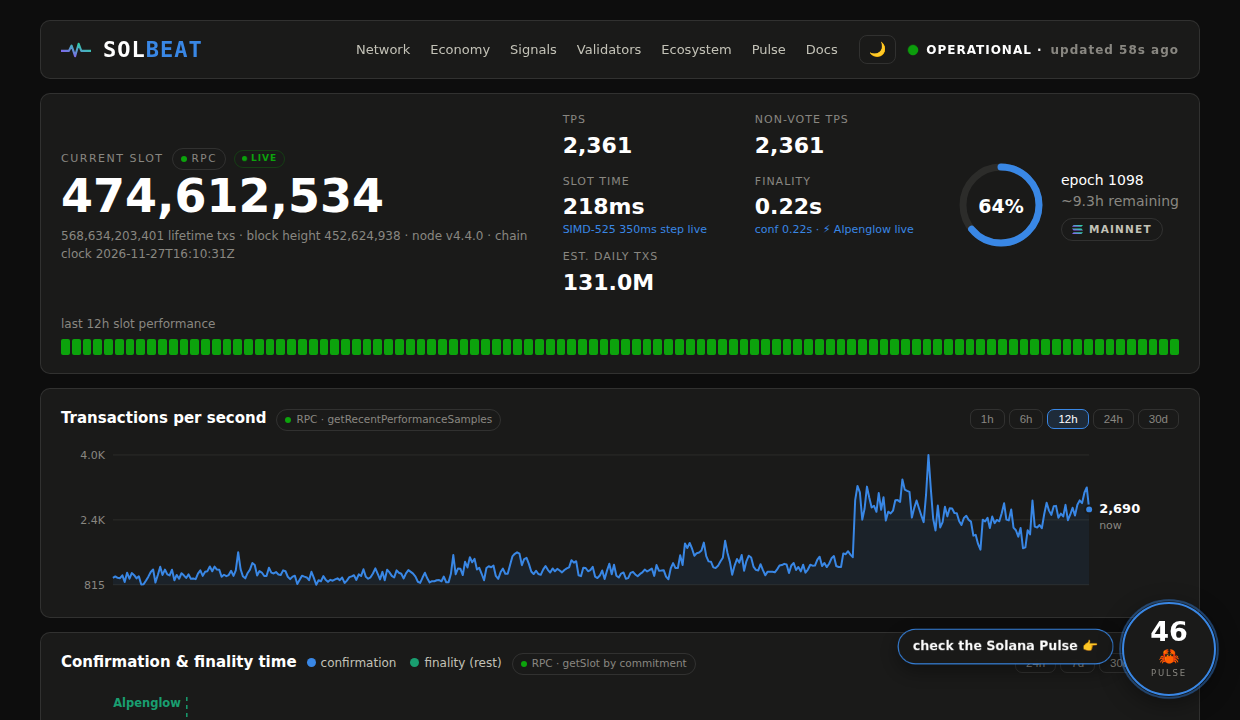 SOLBEAT
Network Economy Signals Validators Ecosystem Pulse Docs
OPERATIONAL · updated 58s ago
CURRENT SLOT RPC LIVE
474,612,534
568,634,203,401 lifetime txs · block height 452,624,938 · node v4.4.0 · chain
clock 2026-11-27T16:10:31Z
TPS
2,361
NON-VOTE TPS
2,361
SLOT TIME
218ms
SIMD-525 350ms step live
FINALITY
0.22s
conf 0.22s · ⚡ Alpenglow live
EST. DAILY TXS
131.0M
64%
epoch 1098
~9.3h remaining
MAINNET
last 12h slot performance
Transactions per second RPC · getRecentPerformanceSamples
1h 6h 12h 24h 30d
4.0K
2.4K
815
2,690
now
Confirmation & finality time confirmation finality (rest) RPC · getSlot by commitment
Alpenglow
check the Solana Pulse 👉
46
PULSE